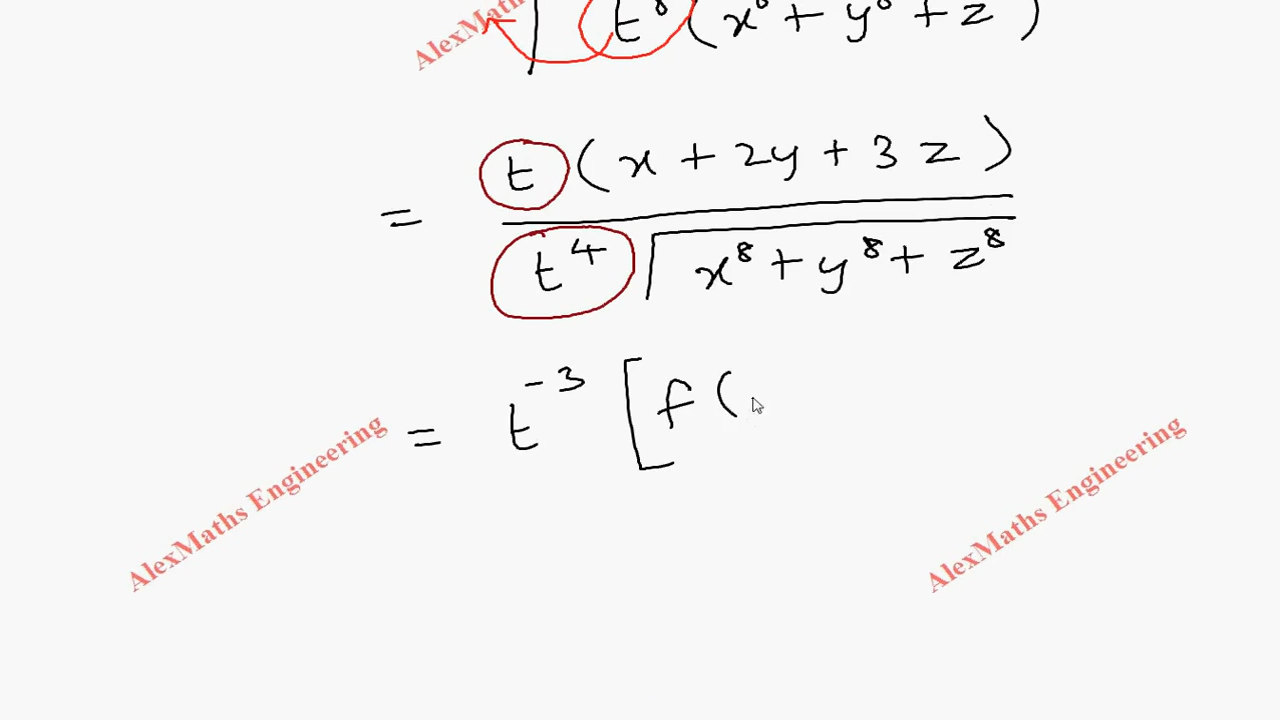 AlexMaths
t⁸ (x⁸ + y⁸ + z )
= t (x + 2y + 3z)
t⁴ √ x⁸ + y⁸ + z⁸
= t⁻³ [ f (
AlexMaths Engineering
AlexMaths Engineering